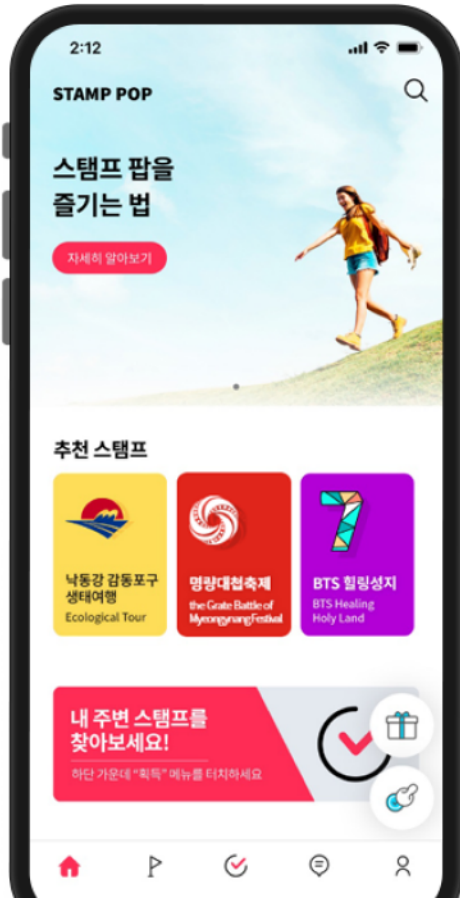 2:12
STAMP POP
스탬프 팝을
즐기는 법
자세히 알아보기
추천 스탬프
낙동강 감동포구
생태여행
Ecological Tour
명량대첩축제
the Grate Battle of
Myeongnyang Festival
7
BTS 힐링성지
BTS Healing
Holy Land
내 주변 스탬프를
찾아보세요!
하단 가운데 “획득” 메뉴를 터치하세요